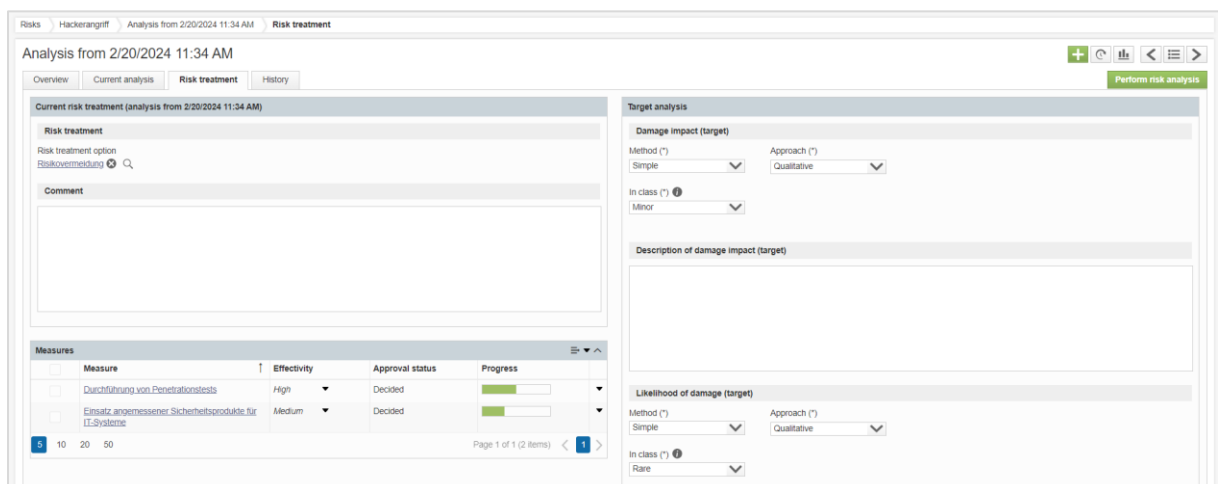 Risks Hackerangriff Analysis from 2/20/2024 11:34 AM Risk treatment
Analysis from 2/20/2024 11:34 AM
Overview Current analysis Risk treatment History
Perform risk analysis
Current risk treatment (analysis from 2/20/2024 11:34 AM)
Risk treatment
Risk treatment option
Risikovermeidung
Comment
Measures
Measure Effectivity Approval status Progress
Durchführung von Penetrationstests High Decided
Einsatz angemessener Sicherheitsprodukte für Medium Decided
IT-Systeme
5 10 20 50 Page 1 of 1 (2 items) 1
Target analysis
Damage impact (target)
Method (*) Approach (*)
Simple Qualitative
In class (*)
Minor
Description of damage impact (target)
Likelihood of damage (target)
Method (*) Approach (*)
Simple Qualitative
In class (*)
Rare